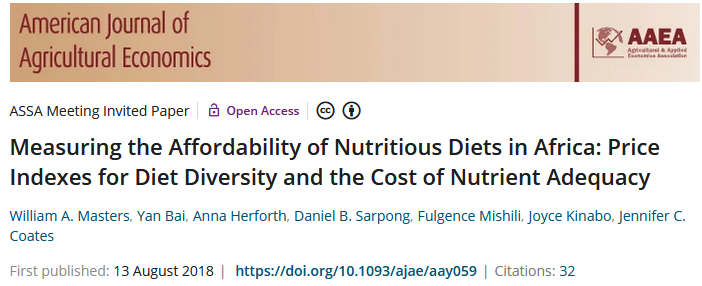 American Journal of
Agricultural Economics
AAEA
Agricultural & Applied
Economics Association
ASSA Meeting Invited Paper
Open Access
cc
Measuring the Affordability of Nutritious Diets in Africa: Price
Indexes for Diet Diversity and the Cost of Nutrient Adequacy
William A. Masters, Yan Bai, Anna Herforth, Daniel B. Sarpong, Fulgence Mishili, Joyce Kinabo, Jennifer C.
Coates
First published: 13 August 2018 | https://doi.org/10.1093/ajae/aay059 | Citations: 32